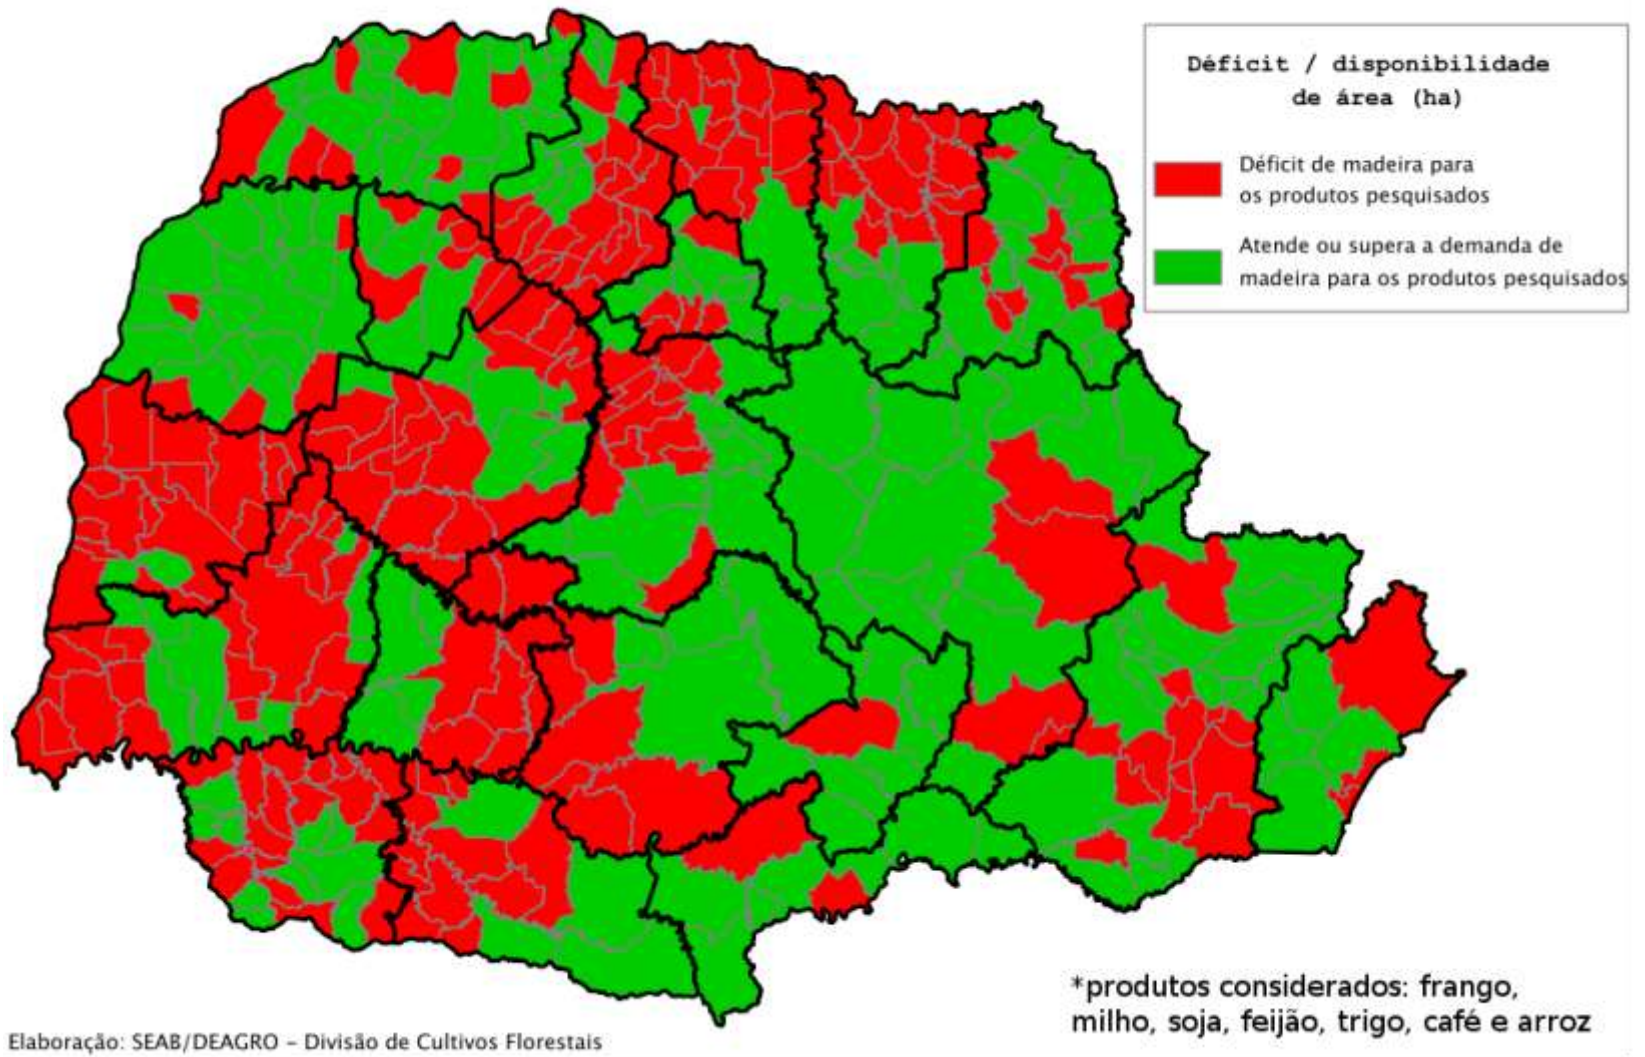 Déficit / disponibilidade
de área (ha)
Déficit de madeira para
os produtos pesquisados
Atende ou supera a demanda de
madeira para os produtos pesquisados
*produtos considerados: frango,
milho, soja, feijão, trigo, café e arroz
Elaboração: SEAB/DEAGRO - Divisão de Cultivos Florestais